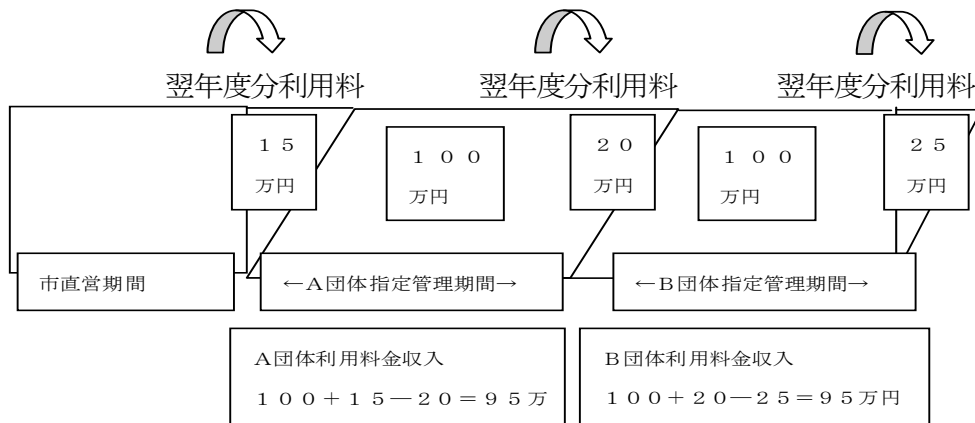 翌年度分利用料
翌年度分利用料
翌年度分利用料
１５
万円
１００
万円
２０
万円
１００
万円
２５
万円
市直営期間
←Ａ団体指定管理期間→
←Ｂ団体指定管理期間→
Ａ団体利用料金収入
１００＋１５―２０＝９５万
Ｂ団体利用料金収入
１００＋２０―２５＝９５万円